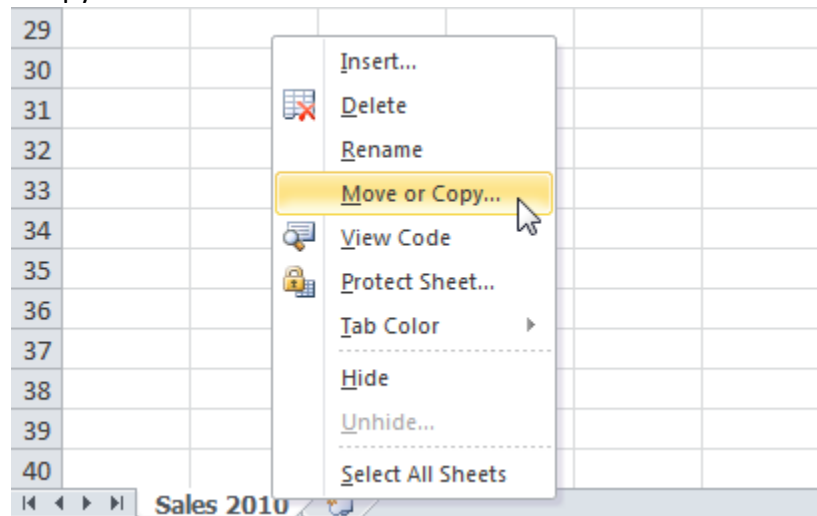 29
30 Insert...
31 Delete
32 Rename
33 Move or Copy...
34 View Code
35 Protect Sheet...
36 Tab Color
37
38 Hide
39 Unhide...
40 Select All Sheets
Sales 2010